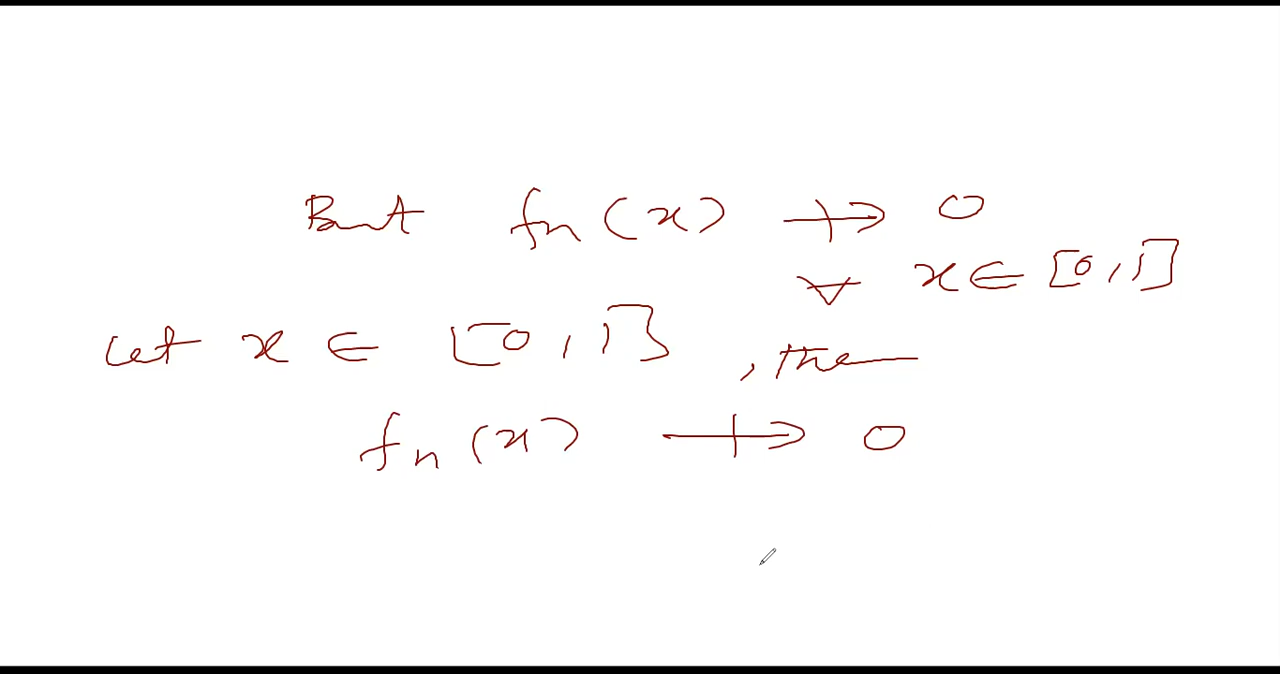 But fn(x) ↛ 0
∀ x ∈ [0,1]
Let x ∈ [0,1], then
fn(x) ↛ 0